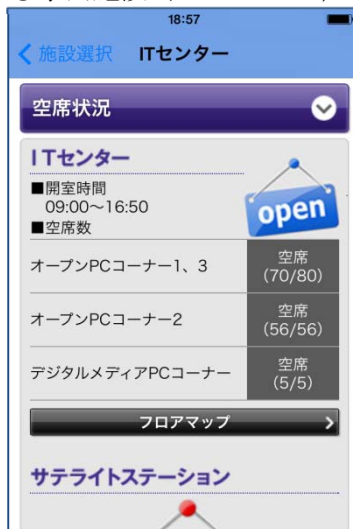 18:57
施設選択 ITセンター
空席状況
ITセンター
■開室時間
09:00～16:50
■空席数
open
オープンPCコーナー1、3 空席
(70/80)
オープンPCコーナー2 空席
(56/56)
デジタルメディアPCコーナー 空席
(5/5)
フロアマップ
サテライトステーション